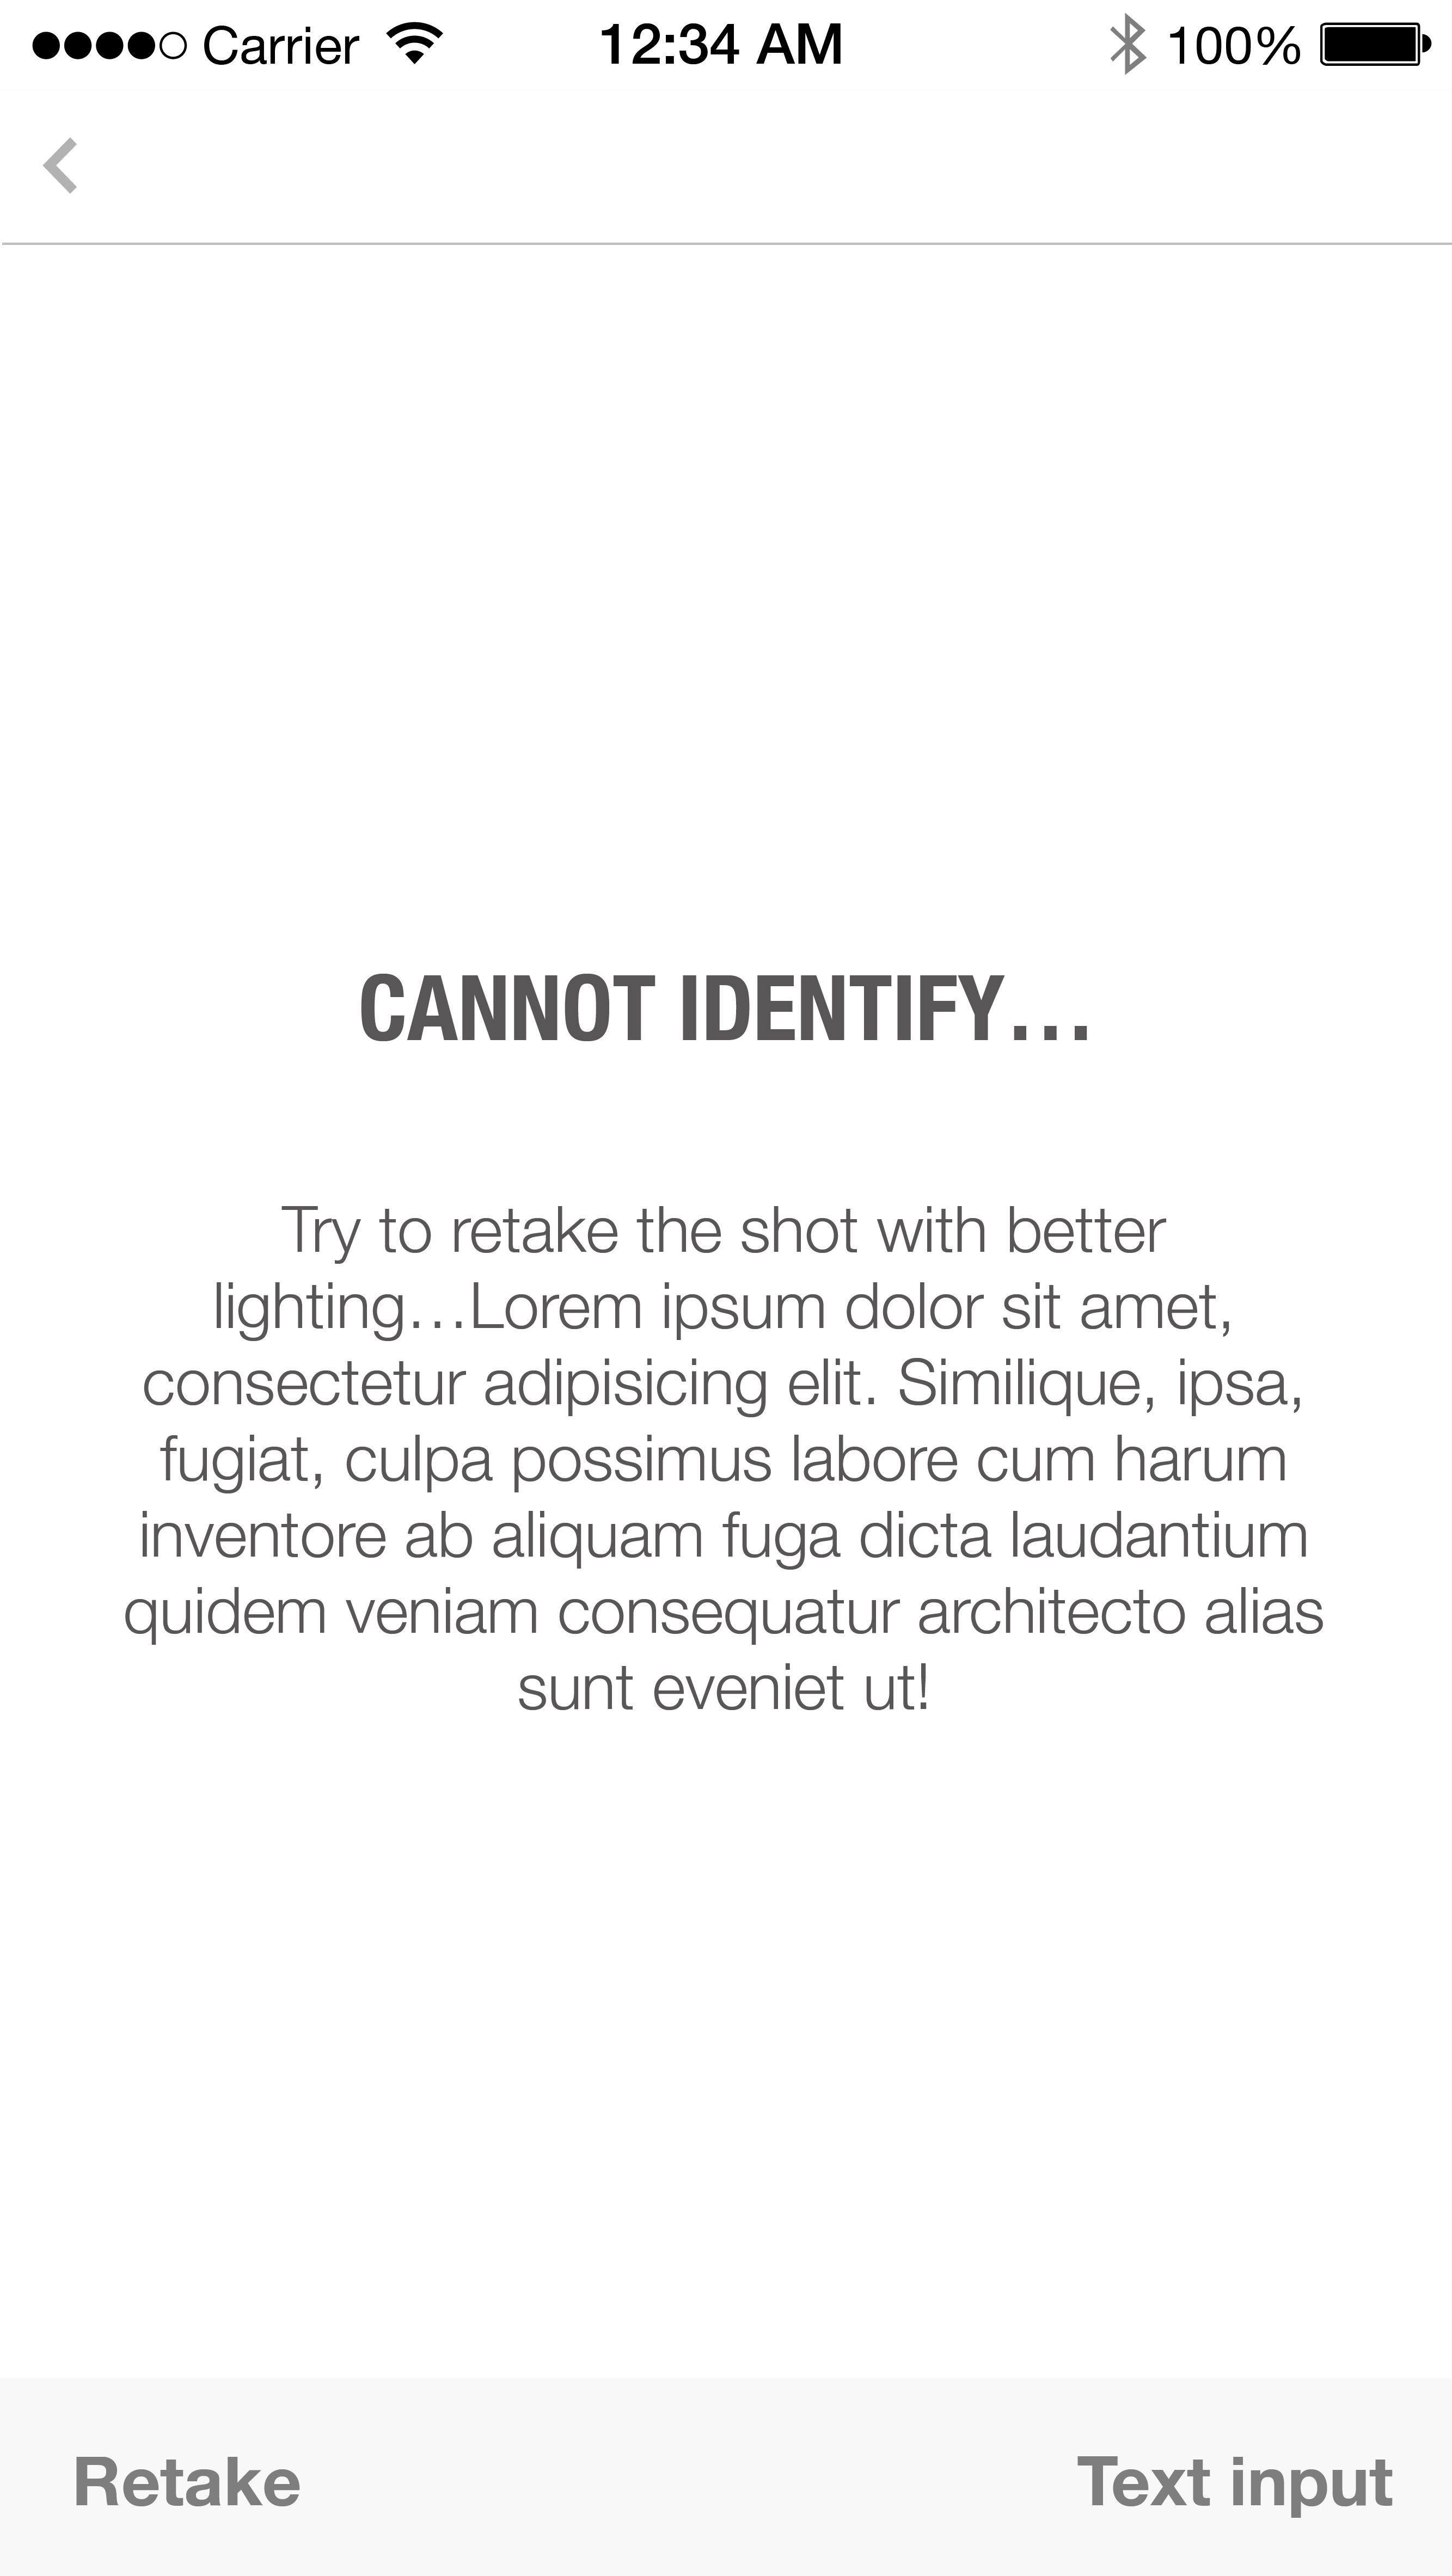 Carrier 12:34 AM 100%
CANNOT IDENTIFY...
Try to retake the shot with better
lighting...Lorem ipsum dolor sit amet,
consectetur adipisicing elit. Similique, ipsa,
fugiat, culpa possimus labore cum harum
inventore ab aliquam fuga dicta laudantium
quidem veniam consequatur architecto alias
sunt eveniet ut!
Retake Text input